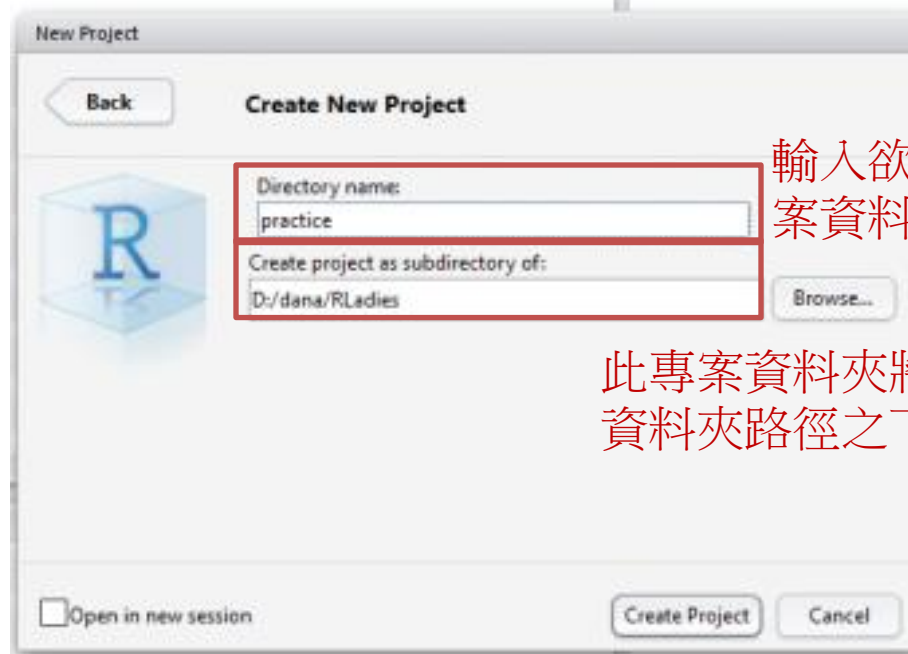 New Project
Back
Create New Project
R
Directory name:
practice
輸入欲
案資料
Create project as subdirectory of:
D:/dana/RLadies
Browse...
此專案資料夾將
資料夾路徑之下
Open in new session
Create Project
Cancel